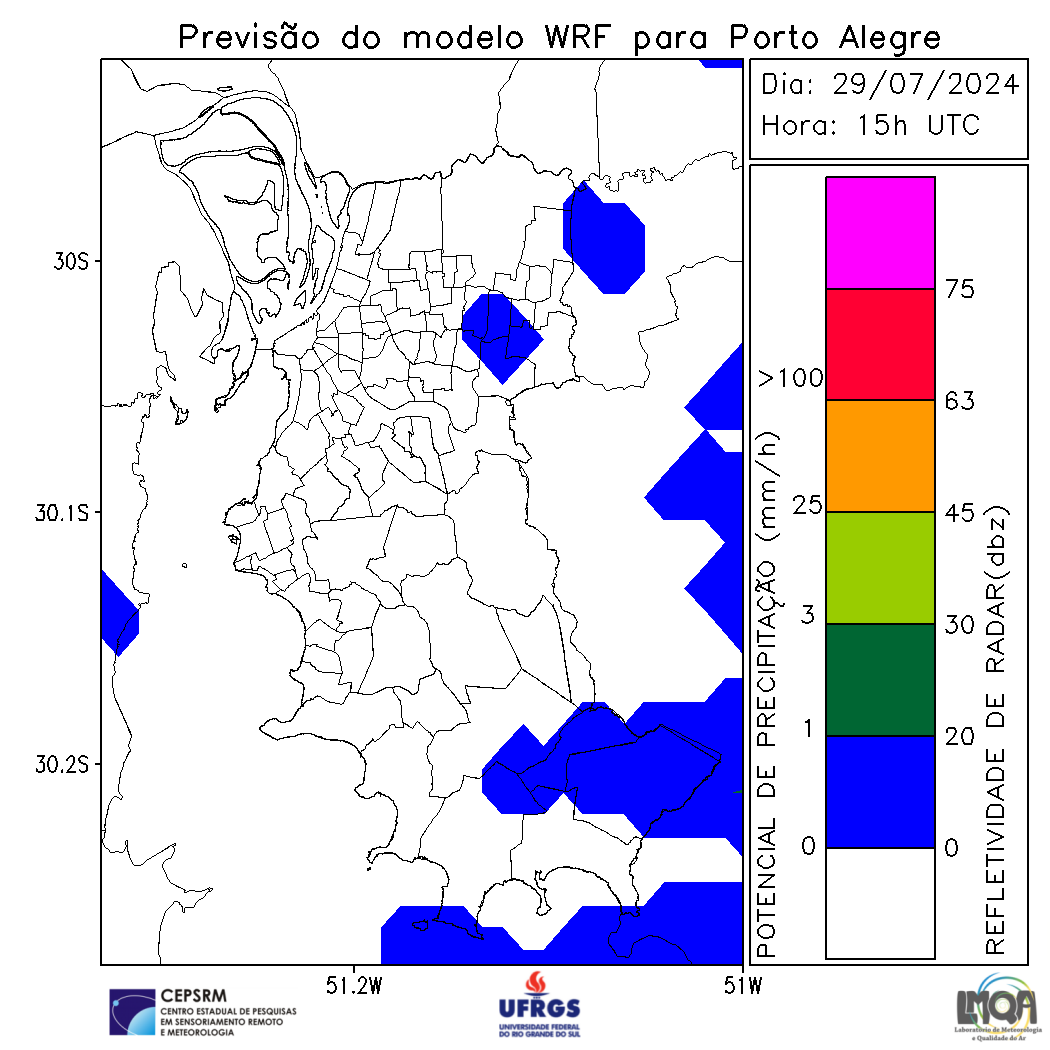 Previsão do modelo WRF para Porto Alegre
Dia: 29/07/2024
Hora: 15h UTC
30S
30.1S
30.2S
51.2W
51W
POTENCIAL DE PRECIPITAÇÃO (mm/h)
>100
25
3
1
0
75
63
45
30
20
0
REFLETIVIDADE DE RADAR(dbz)
CEPSRM
CENTRO ESTADUAL DE PESQUISAS
EM SENSORIAMENTO REMOTO
E METEOROLOGIA
UFRGS
UNIVERSIDADE FEDERAL
DO RIO GRANDE DO SUL
LMQA
Laboratório de Meteorologia
e Qualidade do Ar